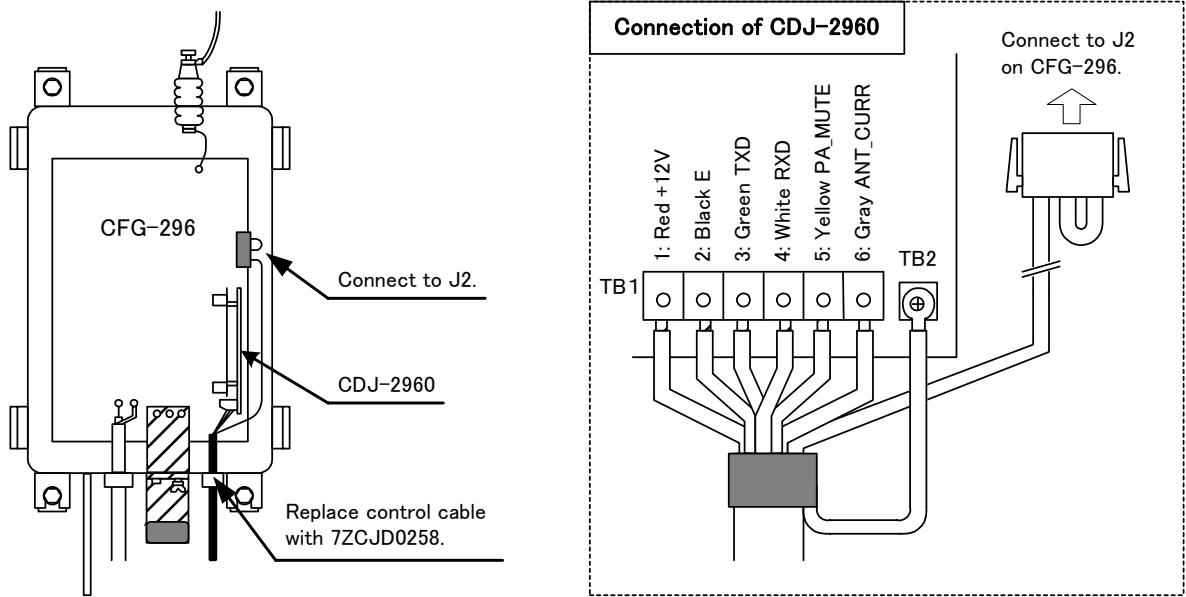 CFG-296
Connect to J2.
CDJ-2960
Replace control cable
with 7ZCJD0258.
Connection of CDJ-2960
Connect to J2
on CFG-296.
1: Red +12V
2: Black E
3: Green TXD
4: White RXD
5: Yellow PA_MUTE
6: Gray ANT_CURR
TB1
TB2